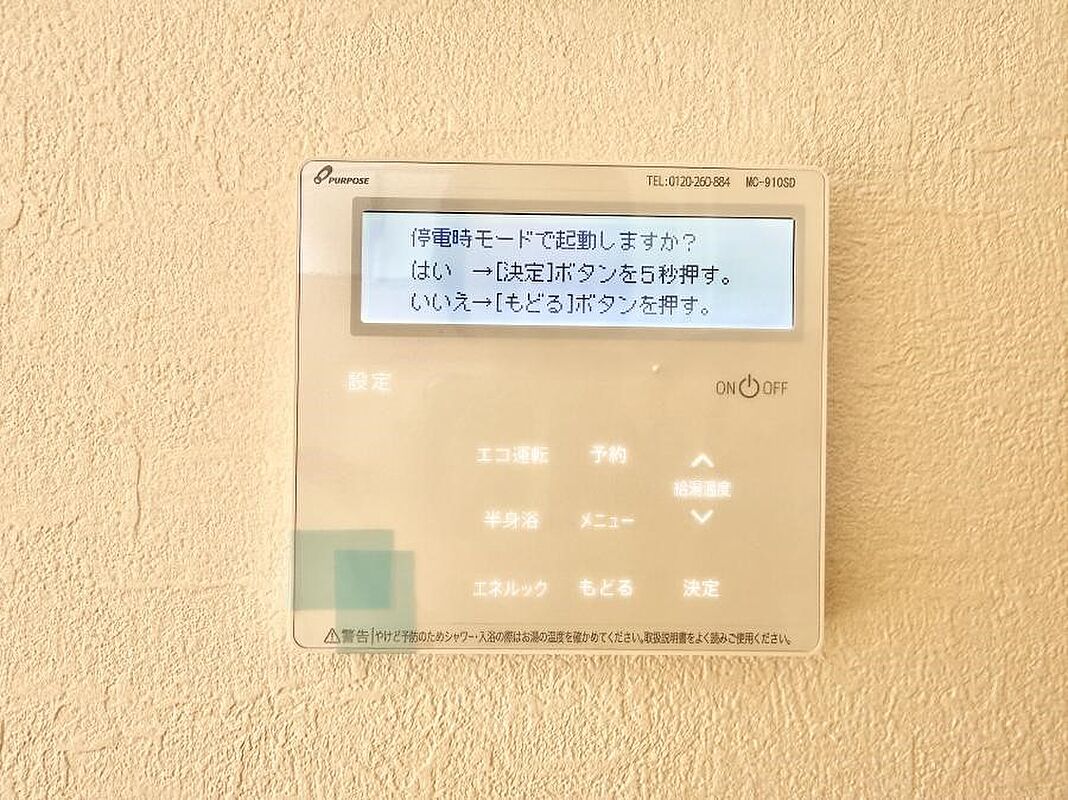 PURPOSE
TEL:0120-260-884 MC-910SD
停電時モードで起動しますか?
はい →[決定]ボタンを5秒押す。
いいえ→[もどる]ボタンを押す。
設定
ON OFF
エコ運転 予約
給湯温度
半身浴 メニュー
エネルック もどる 決定
⚠警告 やけど予防のためシャワー・入浴の際はお湯の温度を確かめてください。取扱説明書をよく読みご使用ください。